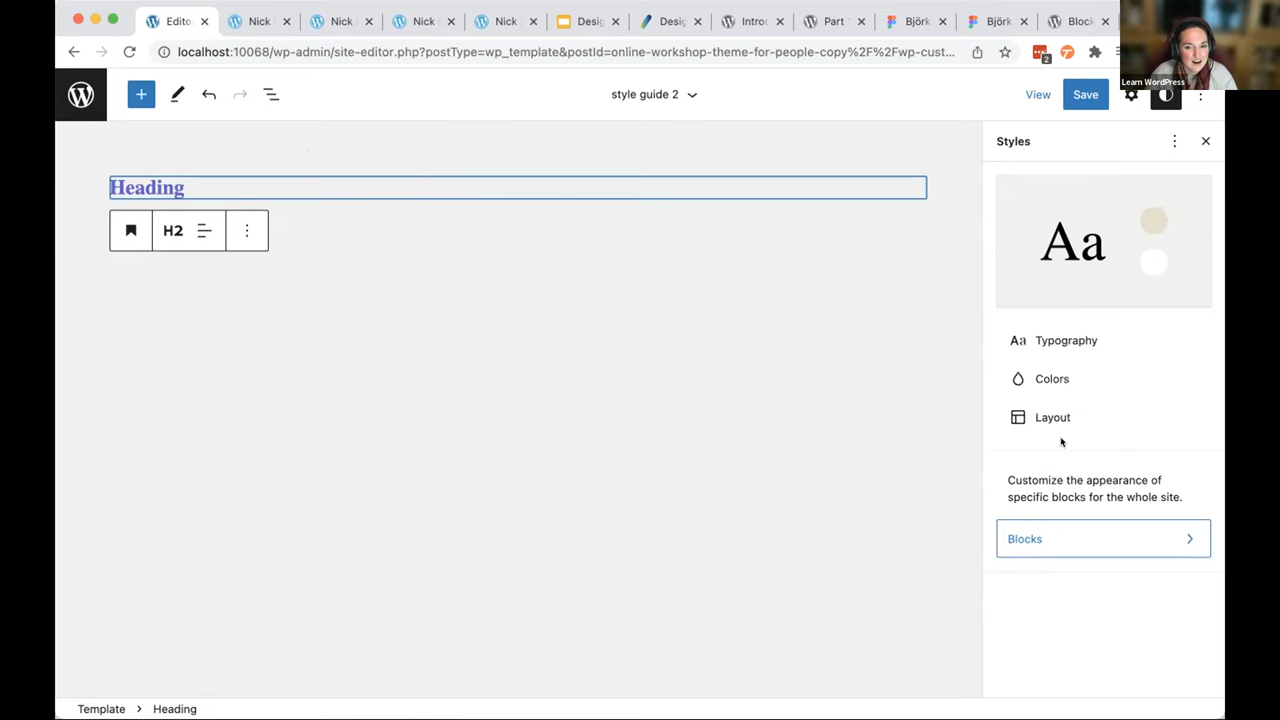 Editor
Nick
Nick
Nick
Nick
Desig
Desig
Introd
Part
Björk
Björk
Block
localhost:10068/wp-admin/site-editor.php?postType=wp_template&postId=online-workshop-theme-for-people-copy%2F%2Fwp-cust...
2
Learn WordPress
style guide 2
View
Save
Styles
Heading
H2
Aa
Aa Typography
Colors
Layout
Customize the appearance of
specific blocks for the whole site.
Blocks
Template > Heading